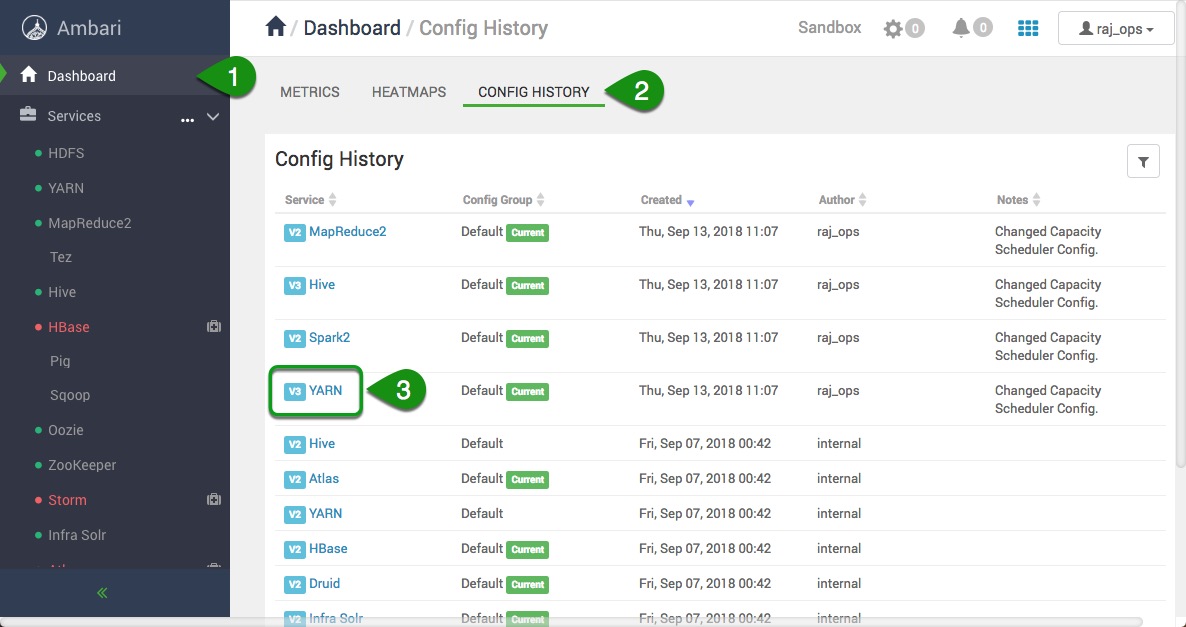 Ambari
Dashboard
1
Services
...
HDFS
YARN
MapReduce2
Tez
Hive
HBase
Pig
Sqoop
Oozie
ZooKeeper
Storm
Infra Solr
/ Dashboard / Config History
Sandbox
0
0
raj_ops
METRICS HEATMAPS CONFIG HISTORY
2
Config History
Service Config Group Created Author Notes
V2 MapReduce2 Default Current Thu, Sep 13, 2018 11:07 raj_ops Changed Capacity
Scheduler Config.
V3 Hive Default Current Thu, Sep 13, 2018 11:07 raj_ops Changed Capacity
Scheduler Config.
V2 Spark2 Default Current Thu, Sep 13, 2018 11:07 raj_ops Changed Capacity
Scheduler Config.
V3 YARN 3 Default Current Thu, Sep 13, 2018 11:07 raj_ops Changed Capacity
Scheduler Config.
V2 Hive Default Fri, Sep 07, 2018 00:42 internal
V2 Atlas Default Current Fri, Sep 07, 2018 00:42 internal
V2 YARN Default Fri, Sep 07, 2018 00:42 internal
V2 HBase Default Current Fri, Sep 07, 2018 00:42 internal
V2 Druid Default Current Fri, Sep 07, 2018 00:42 internal
V2 Infra Solr Default Current Fri, Sep 07, 2018 00:42 internal